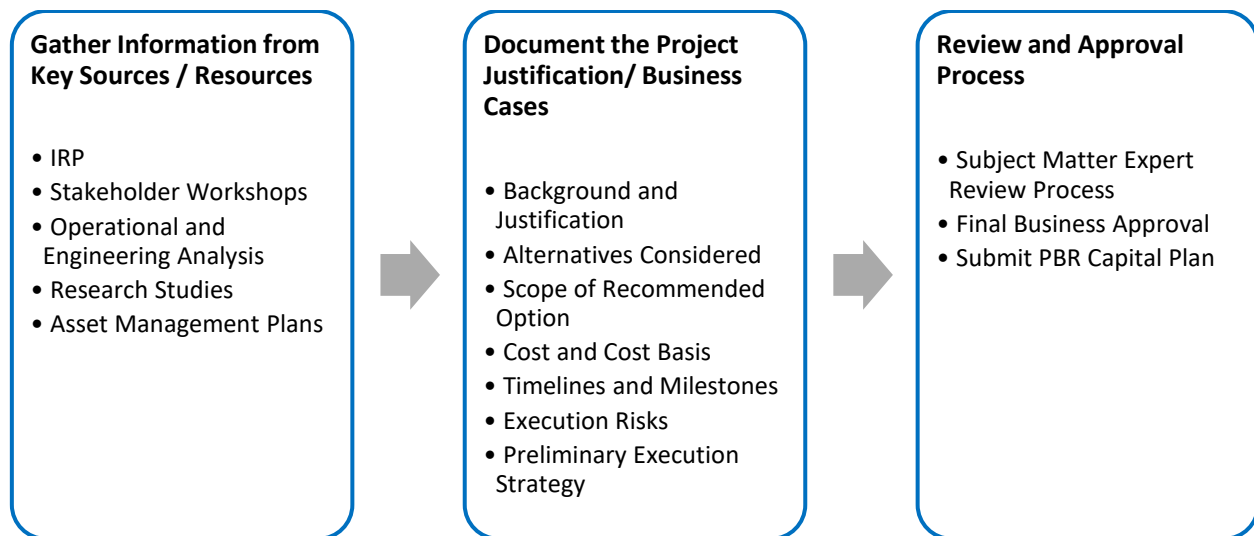 Gather Information from
Key Sources / Resources
• IRP
• Stakeholder Workshops
• Operational and
Engineering Analysis
• Research Studies
• Asset Management Plans
Document the Project
Justification/ Business
Cases
• Background and
Justification
• Alternatives Considered
• Scope of Recommended
Option
• Cost and Cost Basis
• Timelines and Milestones
• Execution Risks
• Preliminary Execution
Strategy
Review and Approval
Process
• Subject Matter Expert
Review Process
• Final Business Approval
• Submit PBR Capital Plan